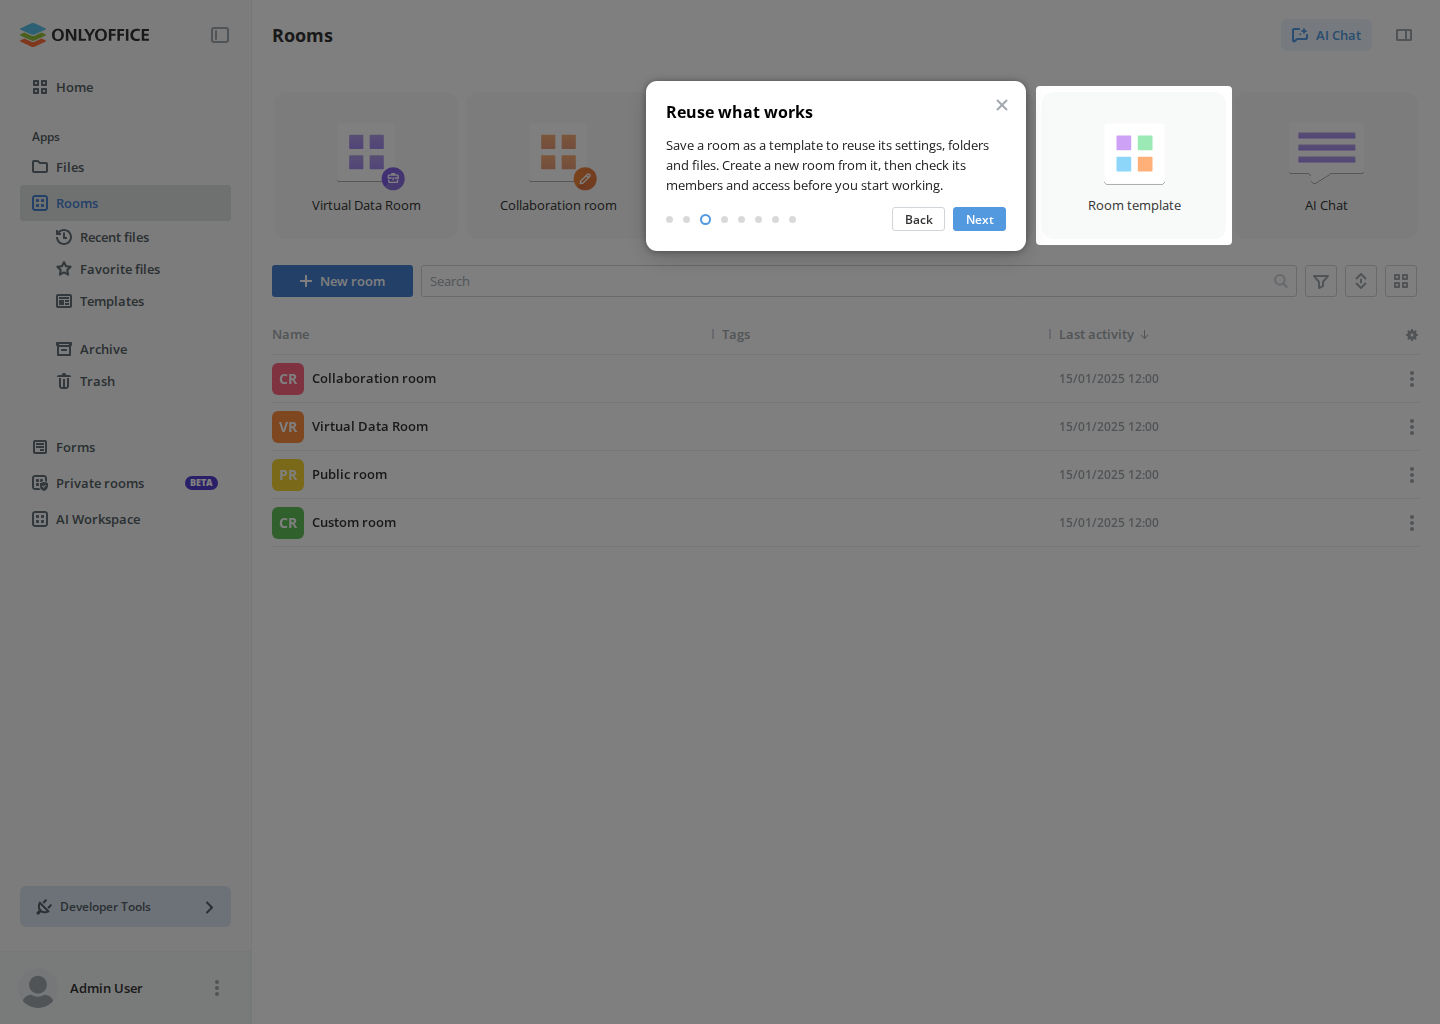 ONLYOFFICE
Home
Apps
Files
Rooms
Recent files
Favorite files
Templates
Archive
Trash
Forms
Private rooms BETA
AI Workspace
Developer Tools
Admin User
Rooms
AI Chat
Virtual Data Room
Collaboration room
Reuse what works
Save a room as a template to reuse its settings, folders
and files. Create a new room from it, then check its
members and access before you start working.
Back Next
Room template
AI Chat
New room
Search
Name Tags Last activity
CR Collaboration room 15/01/2025 12:00
VR Virtual Data Room 15/01/2025 12:00
PR Public room 15/01/2025 12:00
CR Custom room 15/01/2025 12:00